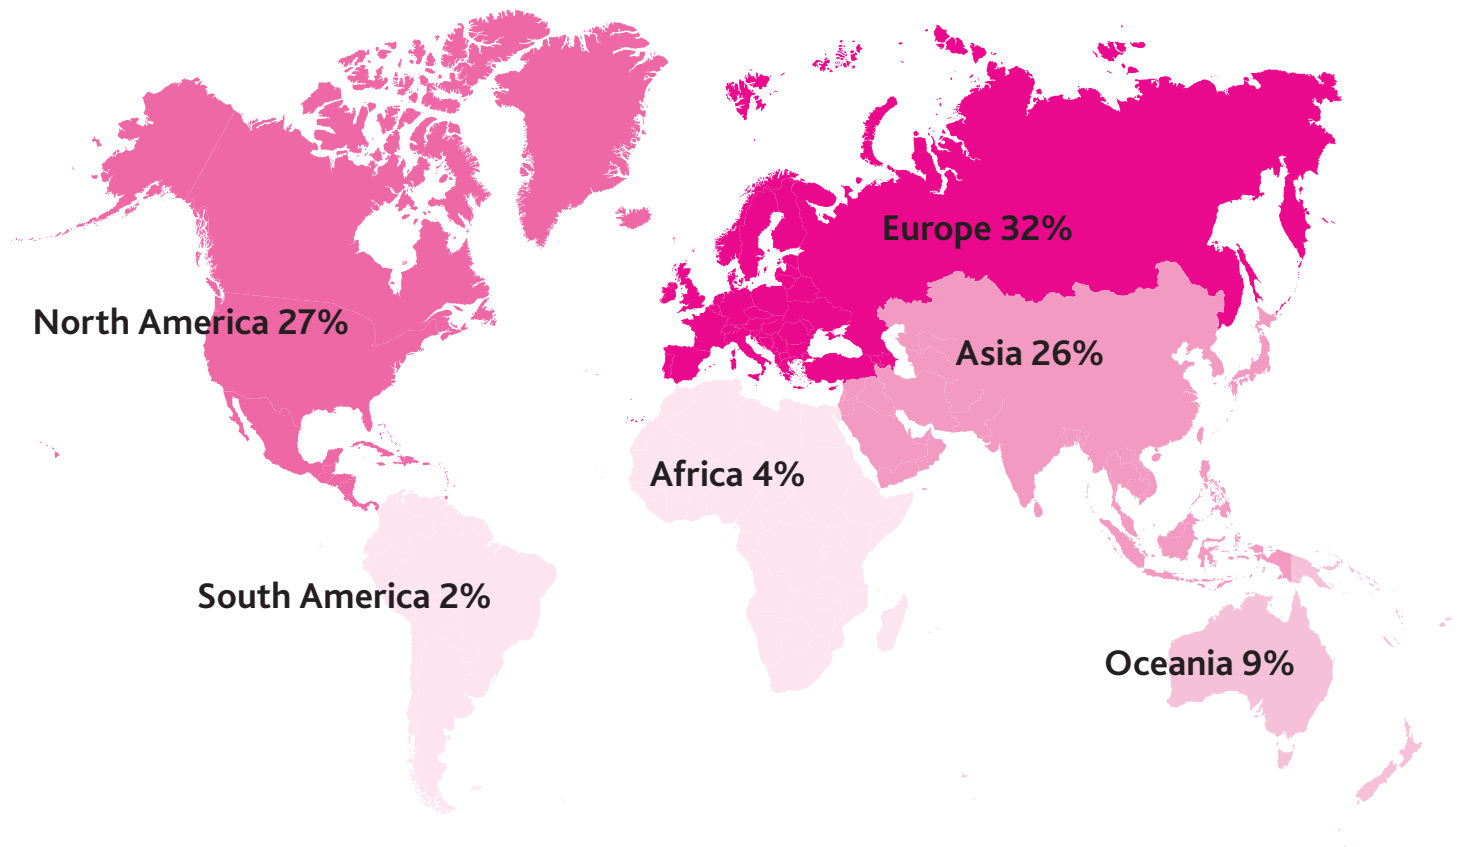 Europe 32%
North America 27%
Asia 26%
Africa 4%
South America 2%
Oceania 9%